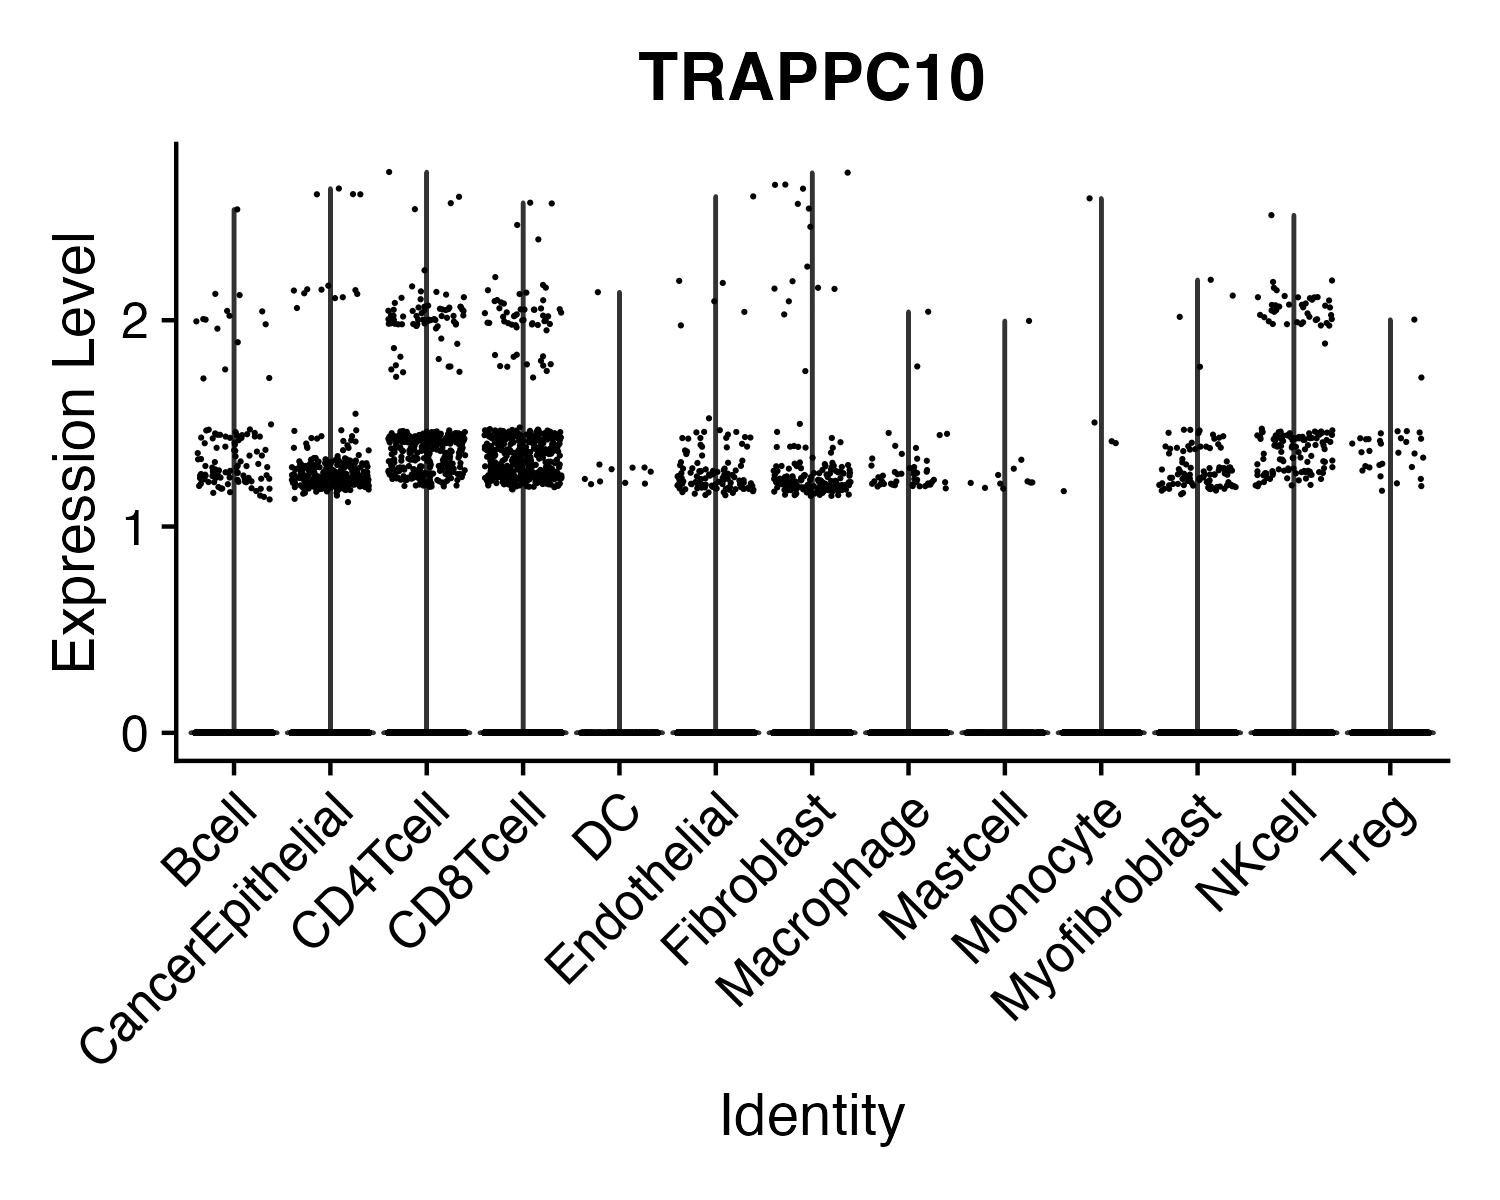 TRAPPC10
Expression Level
2
1
0
Bcell
CancerEpithelial
CD4Tcell
CD8Tcell
DC
Endothelial
Fibroblast
Macrophage
Mastcell
Monocyte
Myofibroblast
NKcell
Treg
Identity